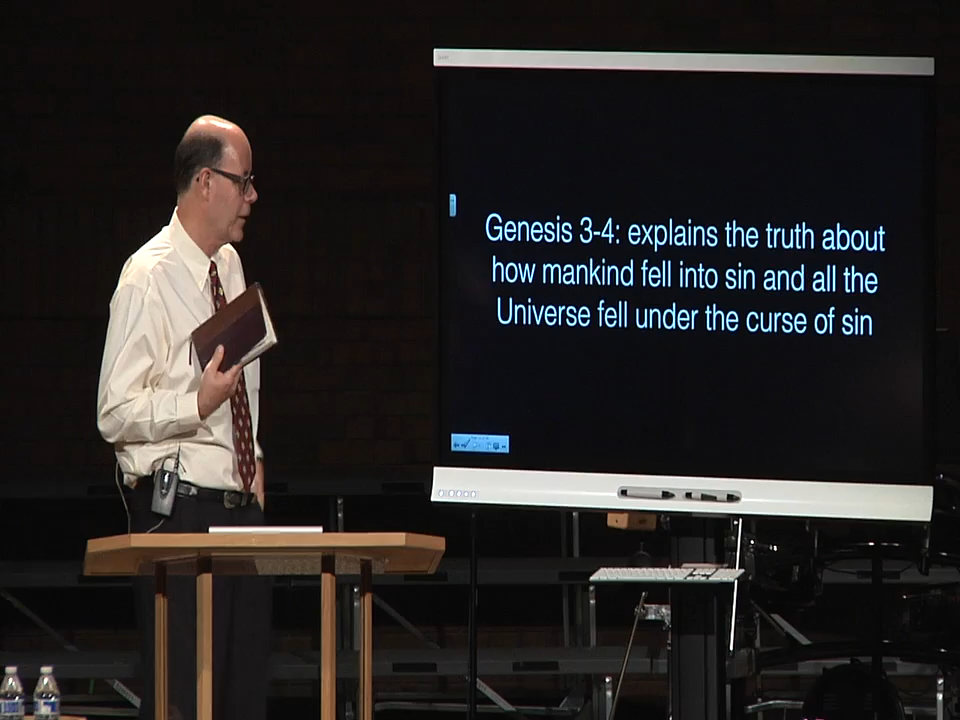 Genesis 3-4: explains the truth about
how mankind fell into sin and all the
Universe fell under the curse of sin